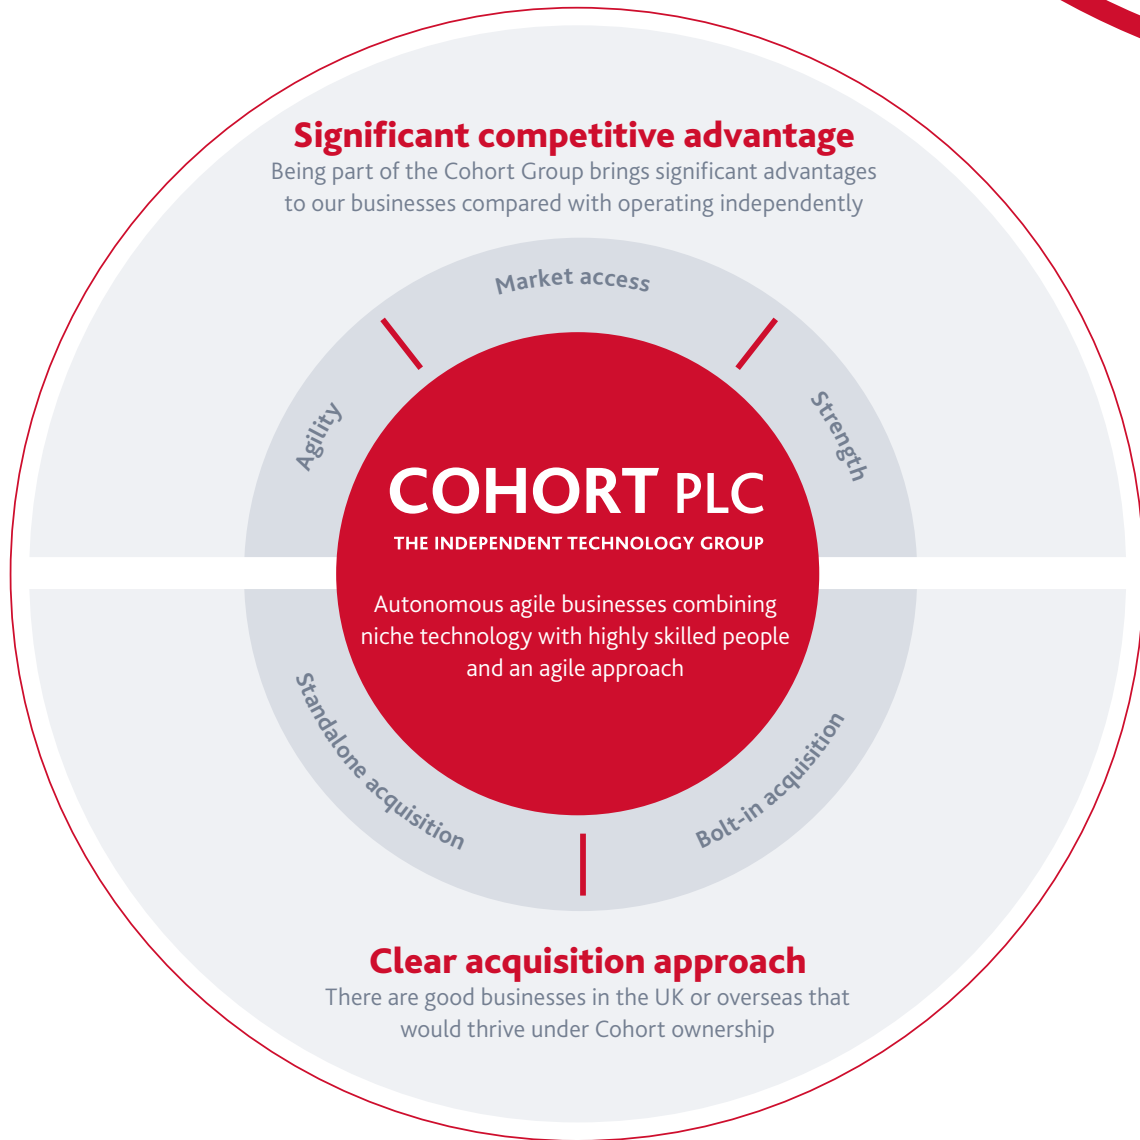 Significant competitive advantage
Being part of the Cohort Group brings significant advantages
to our businesses compared with operating independently
Market access
Agility
Strength
COHORT PLC
THE INDEPENDENT TECHNOLOGY GROUP
Autonomous agile businesses combining
niche technology with highly skilled people
and an agile approach
Standalone acquisition
Bolt-in acquisition
Clear acquisition approach
There are good businesses in the UK or overseas that
would thrive under Cohort ownership